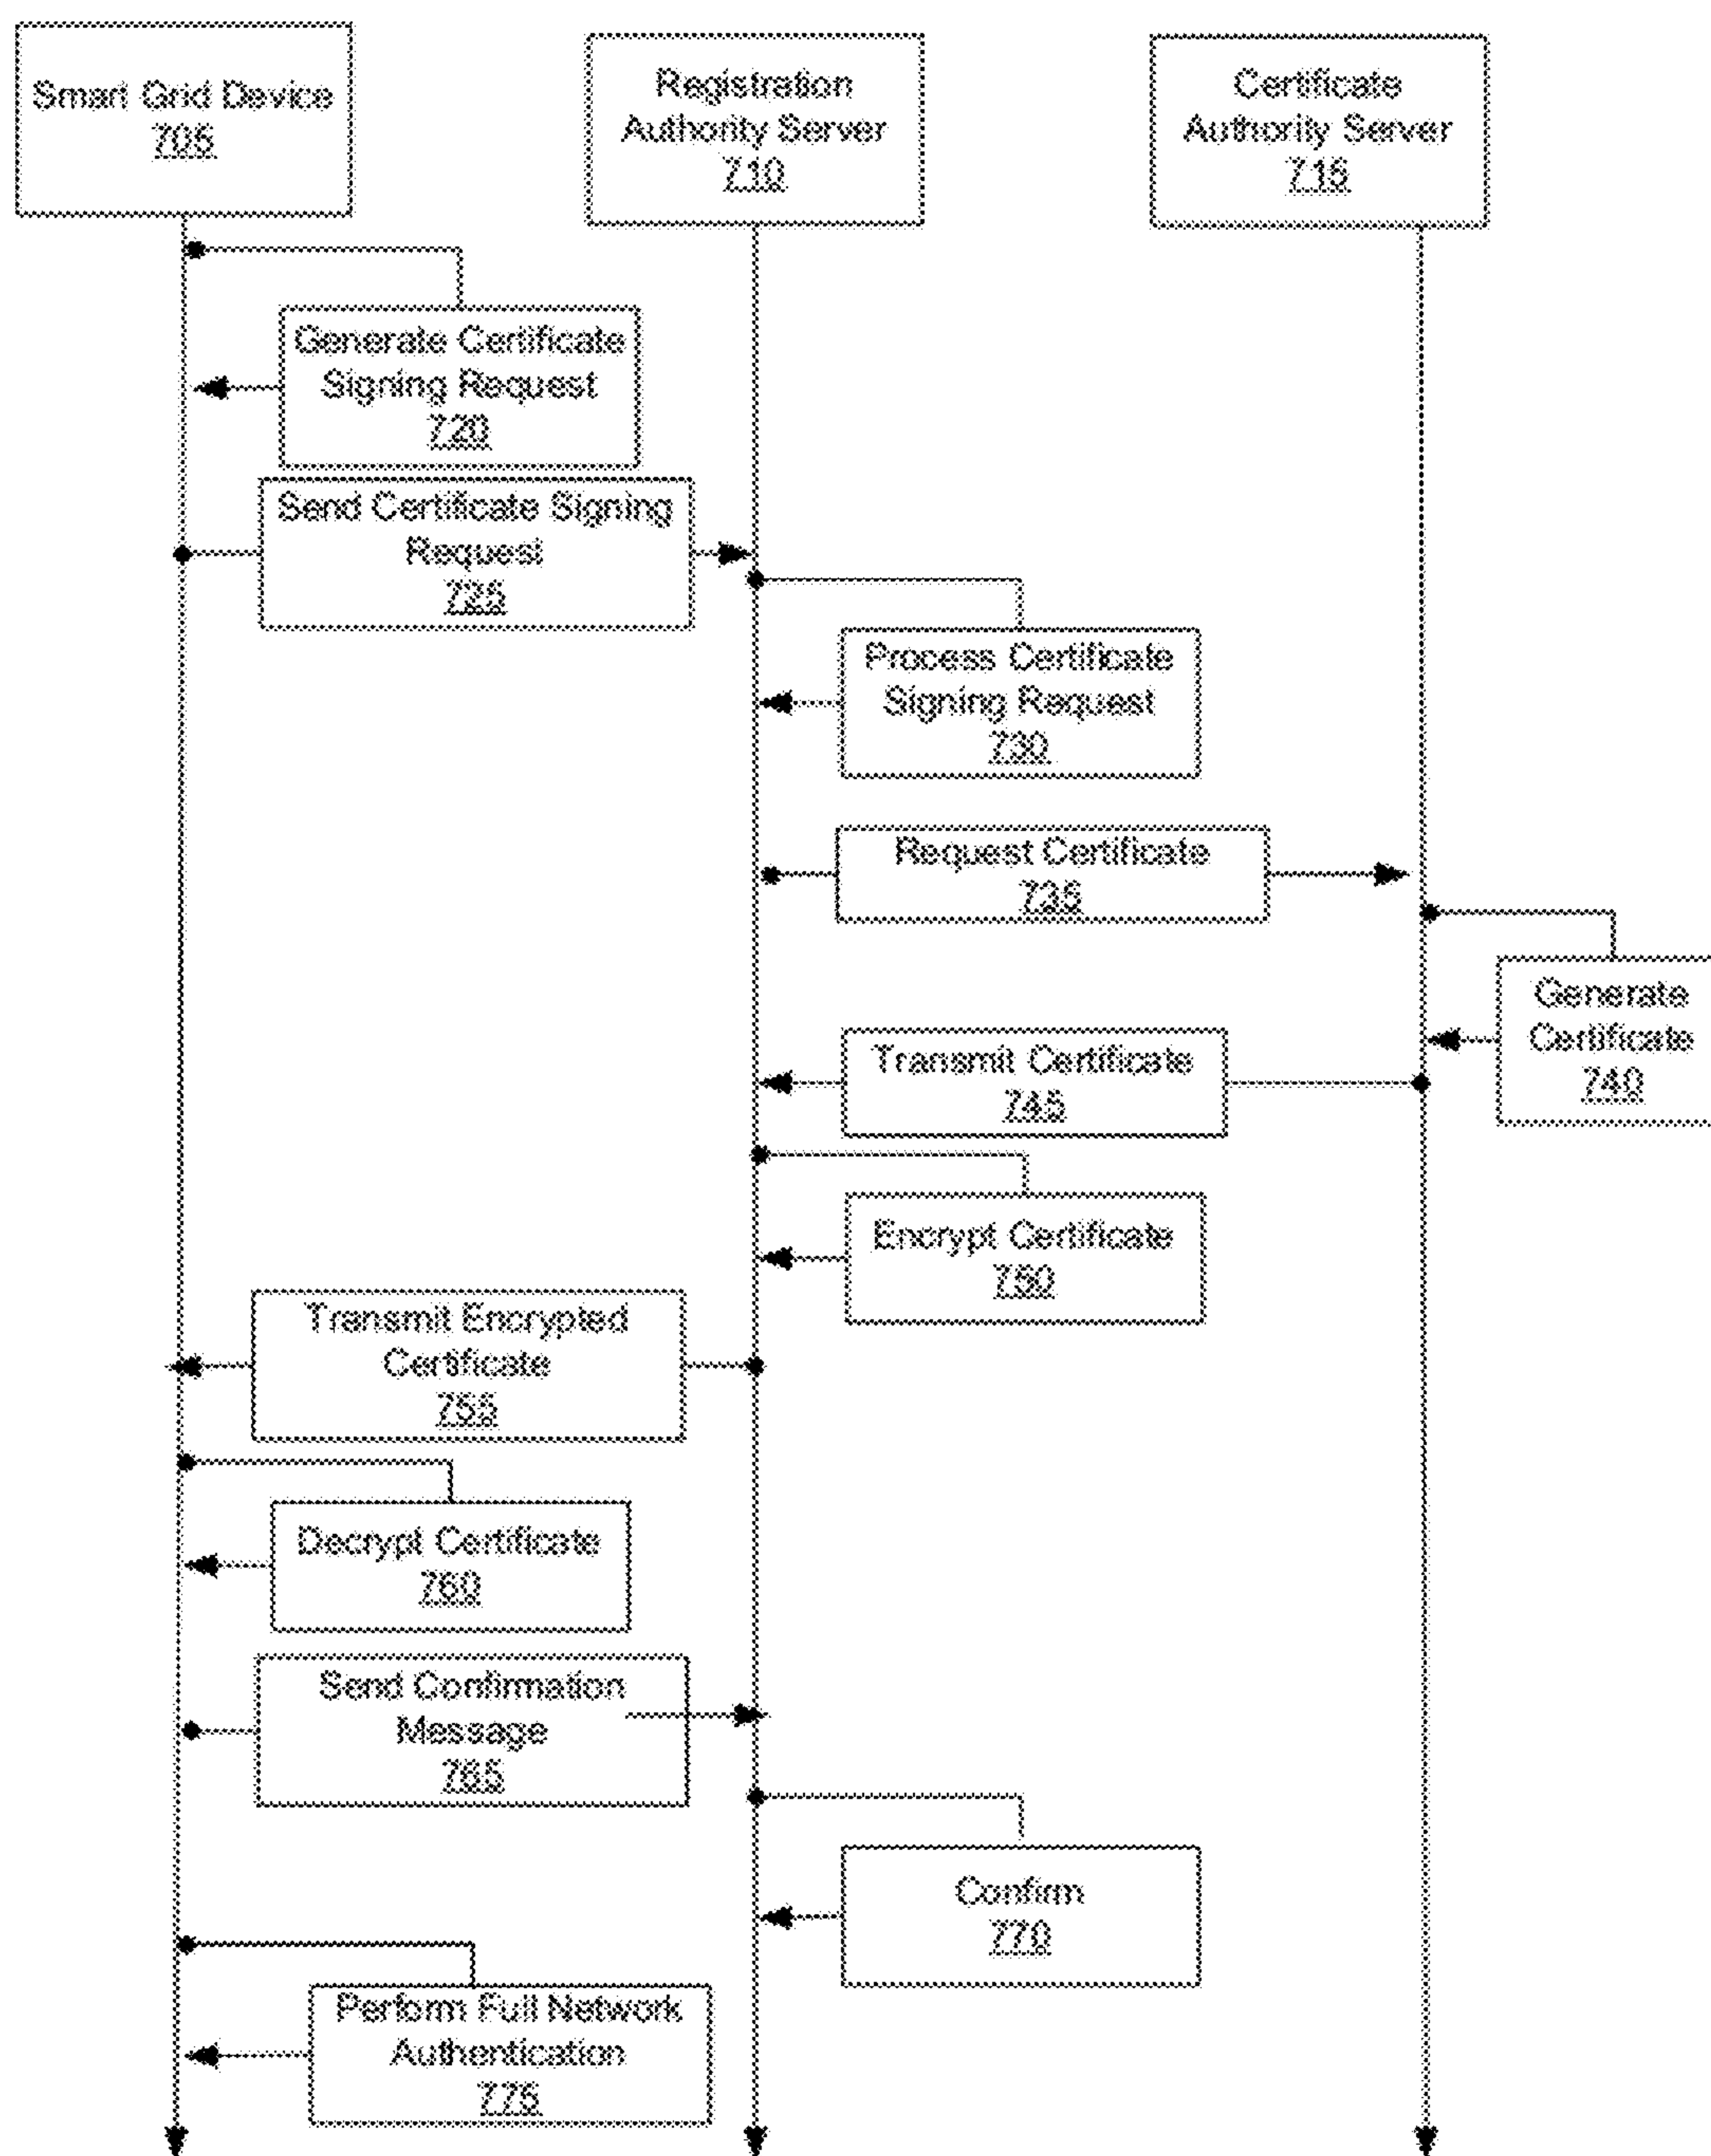 Smart Grid Device
705
Registration
Authority Server
710
Certificate
Authority Server
715
Generate Certificate
Signing Request
720
Send Certificate Signing
Request
725
Process Certificate
Signing Request
730
Request Certificate
735
Generate
Certificate
740
Transmit Certificate
745
Encrypt Certificate
750
Transmit Encrypted
Certificate
755
Decrypt Certificate
760
Send Confirmation
Message
765
Confirm
770
Perform Full Network
Authentication
775